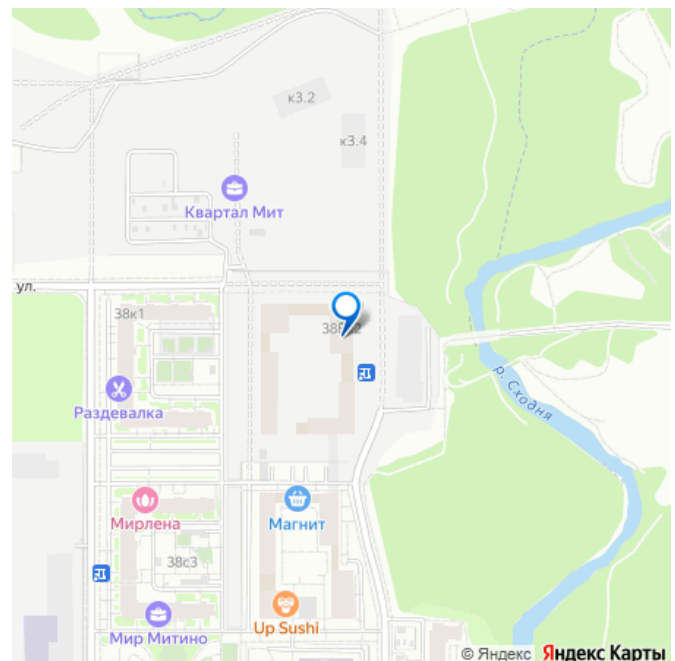 к3.2
к3.4
Квартал Мит
ул.
38к1
Раздевалка
р. Сходня
Мирлена
Магнит
38с3
Up Sushi
Мир Митино
© Яндекс Яндекс Карты